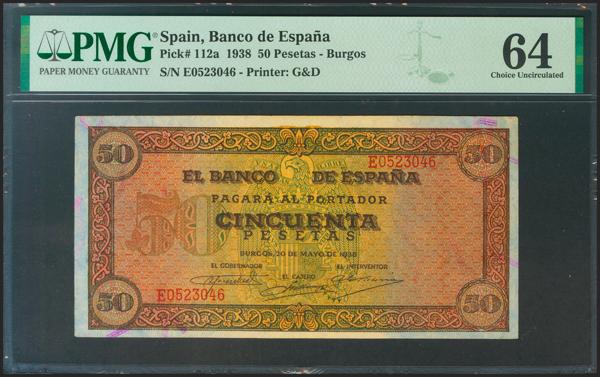 PMG
PAPER MONEY GUARANTY
Spain, Banco de España
Pick# 112a 1938 50 Pesetas - Burgos
S/N E0523046 - Printer: G&D
64
Choice Uncirculated
50
50
E0523046
EL BANCO DE ESPAÑA
PAGARÁ AL PORTADOR
50
CINCUENTA
PESETAS
BURGOS, 20 DE MAYO DE 1938
EL GOBERNADOR
EL CAJERO
EL INTERVENTOR
E0523046
50
50